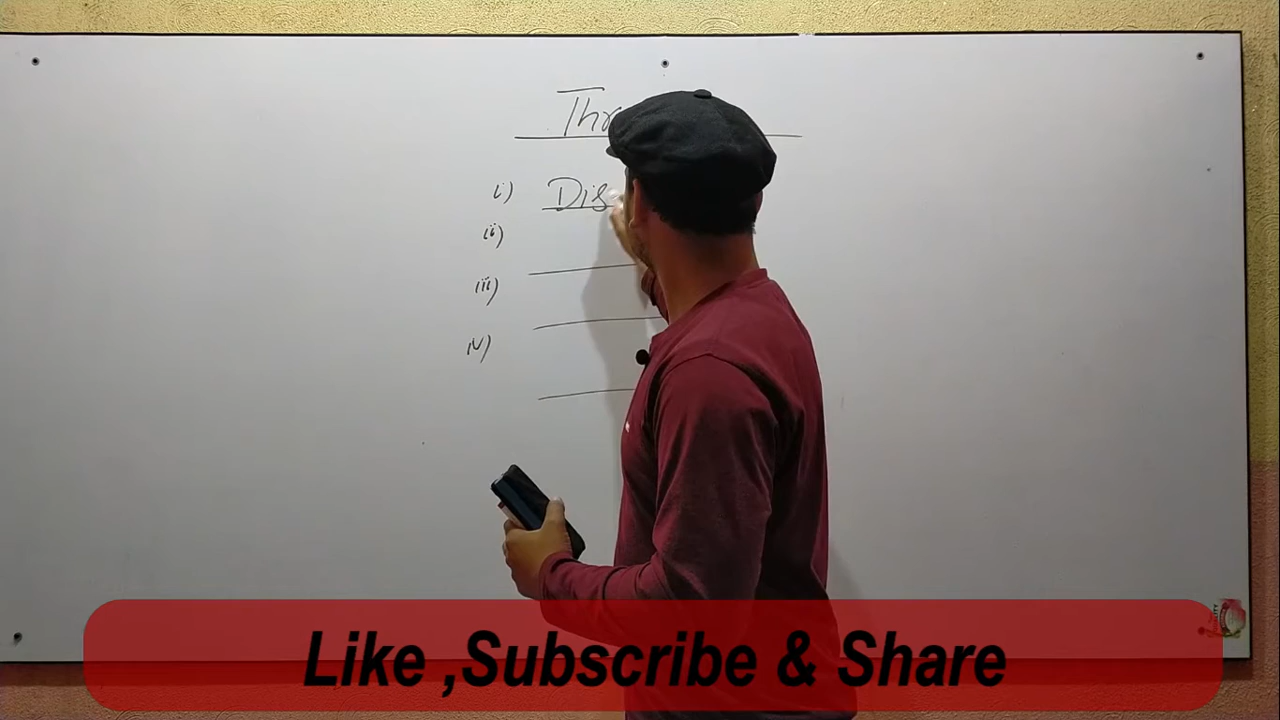 Thr
i) Dis
ii)
iii)
iv)
Like ,Subscribe & Share